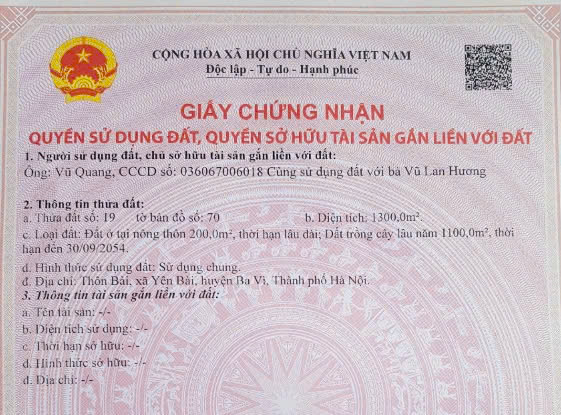 CỘNG HÒA XÃ HỘI CHỦ NGHĨA VIỆT NAM
Độc lập - Tự do - Hạnh phúc
GIẤY CHỨNG NHẬN
QUYỀN SỬ DỤNG ĐẤT, QUYỀN SỞ HỮU TÀI SẢN GẮN LIỀN VỚI ĐẤT
1. Người sử dụng đất, chủ sở hữu tài sản gắn liền với đất:
Ông: Vũ Quang, CCCD số: 036067006018 Cùng sử dụng đất với bà Vũ Lan Hương
2. Thông tin thửa đất:
a. Thửa đất số: 19 tờ bản đồ số: 70 b. Diện tích: 1300,0m².
c. Loại đất: Đất ở tại nông thôn 200,0m², thời hạn lâu dài; Đất trồng cây lâu năm 1100,0m², thời
hạn đến 30/09/2054.
d. Hình thức sử dụng đất: Sử dụng chung.
đ. Địa chỉ: Thôn Bài, xã Yên Bài, huyện Ba Vì, Thành phố Hà Nội.
3. Thông tin tài sản gắn liền với đất:
a. Tên tài sản: -/-
b. Diện tích sử dụng: -/-
c. Thời hạn sở hữu: -/-
d. Hình thức sở hữu: -/-
đ. Địa chỉ: -/-